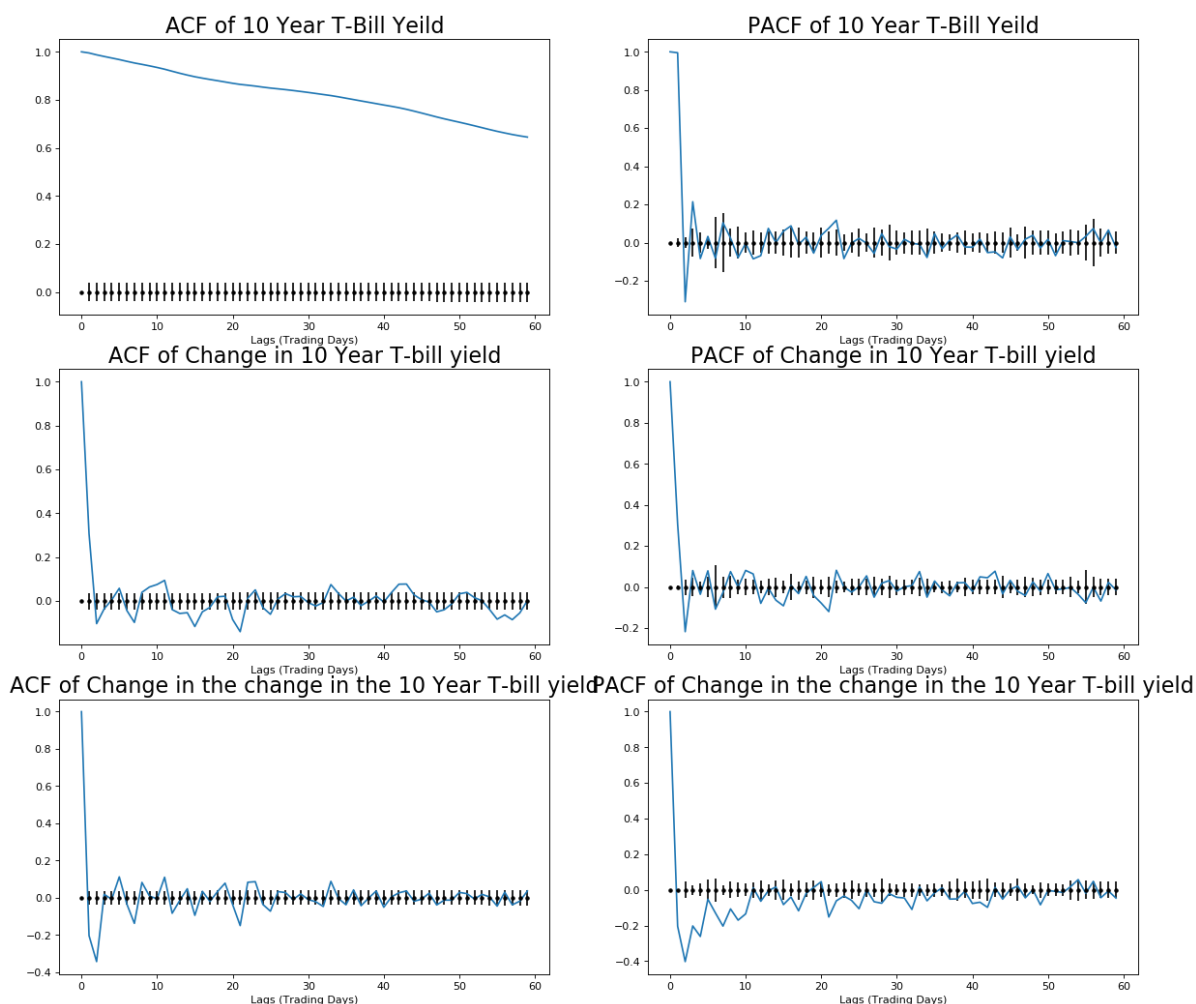 ACF of 10 Year T-Bill Yeild
1.0
0.8
0.6
0.4
0.2
0.0
0 10 20 30 40 50 60
Lags (Trading Days)
PACF of 10 Year T-Bill Yeild
1.0
0.8
0.6
0.4
0.2
0.0
−0.2
0 10 20 30 40 50 60
Lags (Trading Days)
ACF of Change in 10 Year T-bill yield
1.0
0.8
0.6
0.4
0.2
0.0
0 10 20 30 40 50 60
Lags (Trading Days)
PACF of Change in 10 Year T-bill yield
1.0
0.8
0.6
0.4
0.2
0.0
−0.2
0 10 20 30 40 50 60
Lags (Trading Days)
ACF of Change in the change in the 10 Year T-bill yield
1.0
0.8
0.6
0.4
0.2
0.0
−0.2
−0.4
0 10 20 30 40 50 60
Lags (Trading Days)
PACF of Change in the change in the 10 Year T-bill yield
1.0
0.8
0.6
0.4
0.2
0.0
−0.2
−0.4
0 10 20 30 40 50 60
Lags (Trading Days)